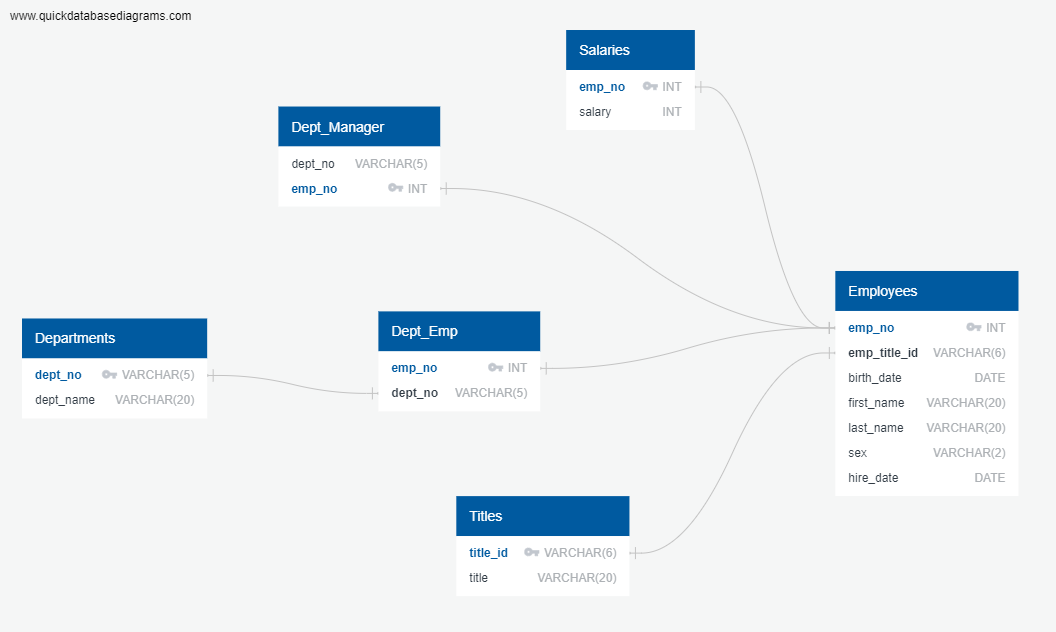 www.quickdatabasediagrams.com
Salaries
emp_no INT
salary INT
Dept_Manager
dept_no VARCHAR(5)
emp_no INT
Employees
emp_no INT
emp_title_id VARCHAR(6)
birth_date DATE
first_name VARCHAR(20)
last_name VARCHAR(20)
sex VARCHAR(2)
hire_date DATE
Departments
dept_no VARCHAR(5)
dept_name VARCHAR(20)
Dept_Emp
emp_no INT
dept_no VARCHAR(5)
Titles
title_id VARCHAR(6)
title VARCHAR(20)